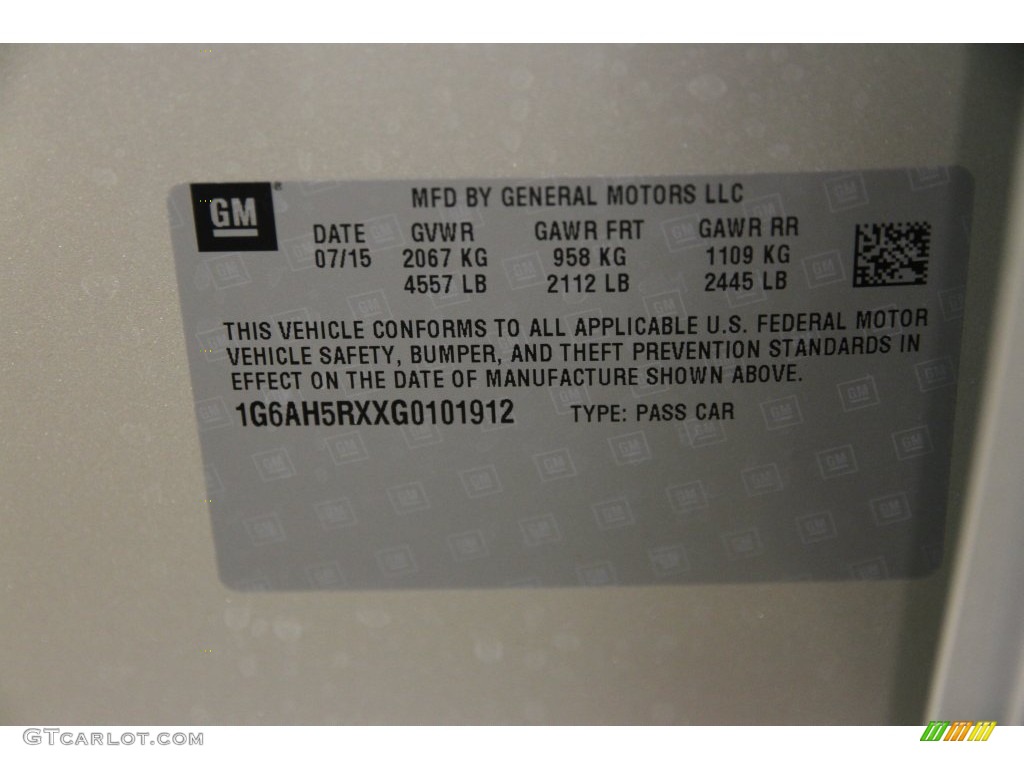 GM
MFD BY GENERAL MOTORS LLC
DATE GVWR GAWR FRT GAWR RR
07/15 2067 KG 958 KG 1109 KG
4557 LB 2112 LB 2445 LB
THIS VEHICLE CONFORMS TO ALL APPLICABLE U.S. FEDERAL MOTOR
VEHICLE SAFETY, BUMPER, AND THEFT PREVENTION STANDARDS IN
EFFECT ON THE DATE OF MANUFACTURE SHOWN ABOVE.
1G6AH5RXXG0101912 TYPE: PASS CAR
GTCARLOT.COM